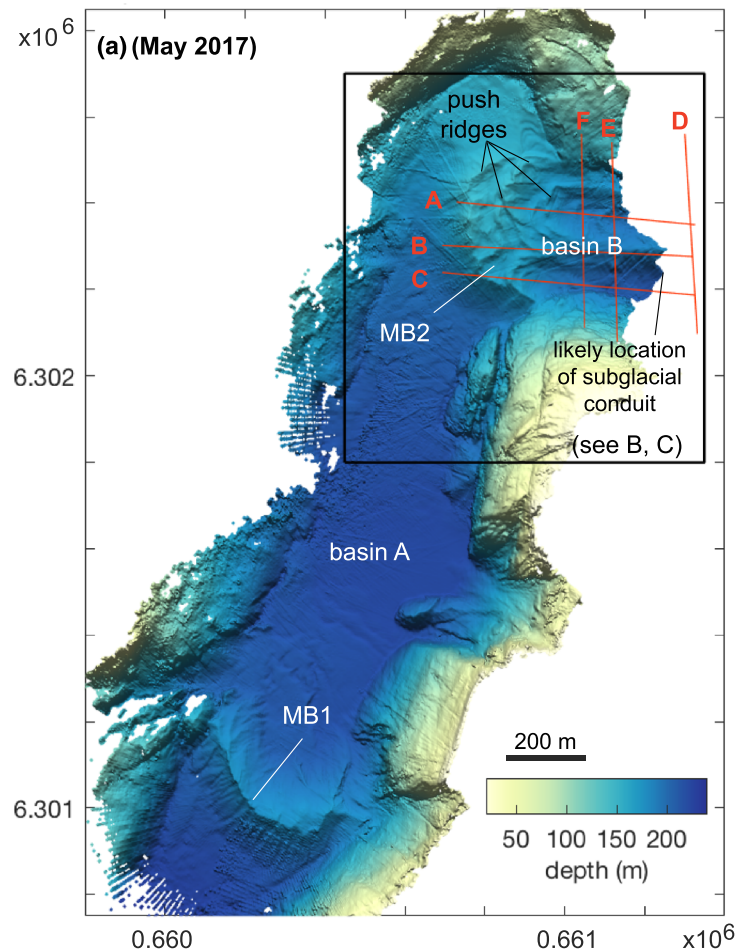 x10 6
(a) (May 2017)
push
ridges
F
E
D
A
B
basin B
C
MB2
likely location
of subglacial
conduit
6.302
(see B, C)
basin A
MB1
200 m
6.301
50
100
150
200
depth (m)
0.660
0.661
x10 6